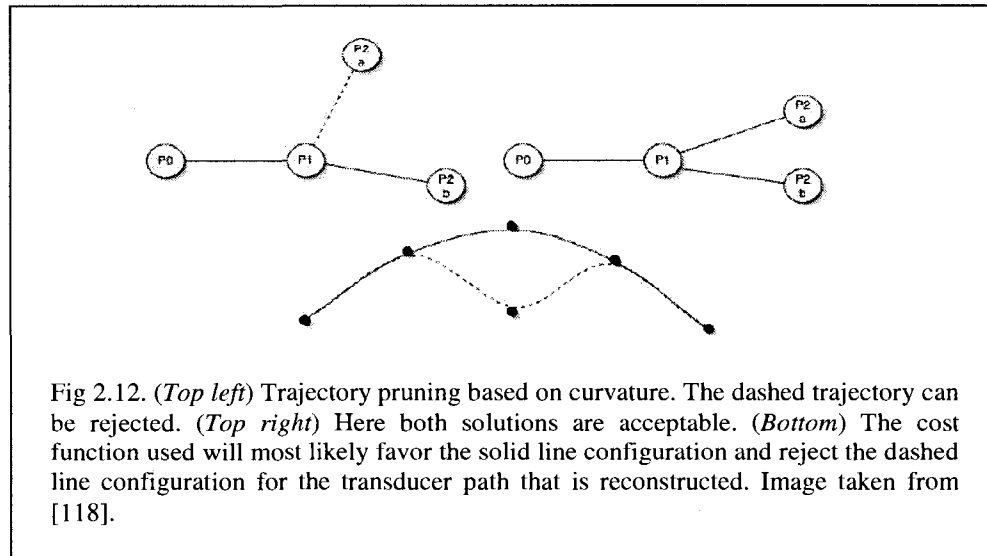 P2
a
P2
a
P0
P1
P2
b
P0
P1
P2
b
Fig 2.12. (Top left) Trajectory pruning based on curvature. The dashed trajectory can
be rejected. (Top right) Here both solutions are acceptable. (Bottom) The cost
function used will most likely favor the solid line configuration and reject the dashed
line configuration for the transducer path that is reconstructed. Image taken from
[118].